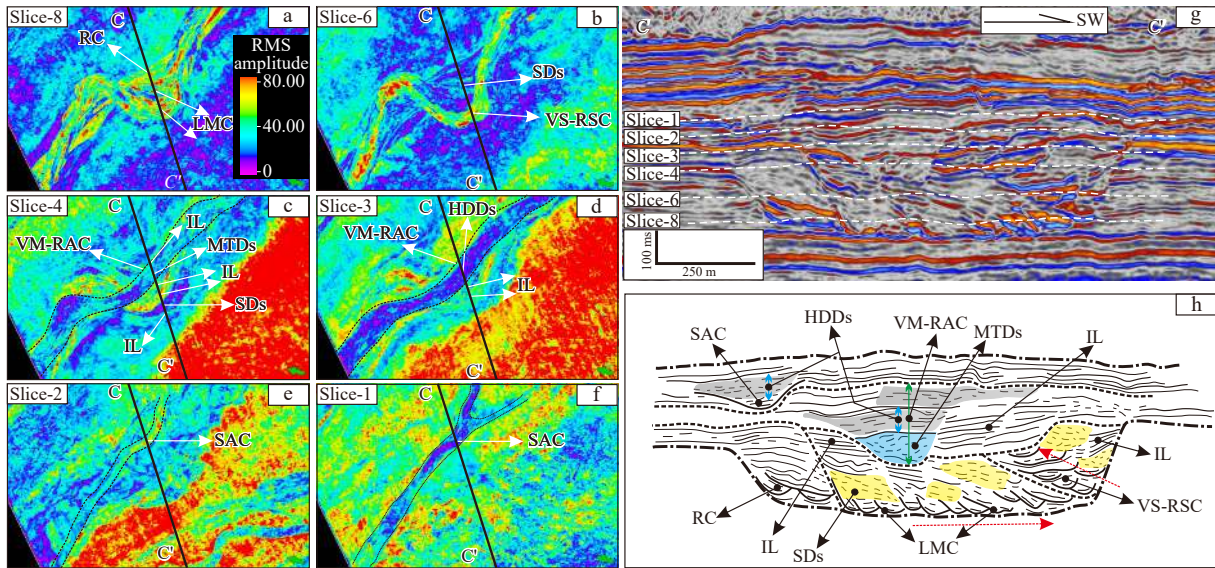 Slice-8
C
a
RC
RMS
amplitude
80.00
40.00
0
LMC
C'
Slice-6
C
b
SDs
VS-RSC
C'
Slice-4
C
c
IL
VM-RAC
MTDs
IL
SDs
IL
C'
Slice-3
C
HDDs
d
VM-RAC
IL
C'
Slice-2
C
e
SAC
C'
Slice-1
C
f
SAC
C'
C
SW
C'
g
Slice-1
Slice-2
Slice-3
Slice-4
Slice-6
Slice-8
100 ms
250 m
h
HDDs
VM-RAC
SAC
MTDs
IL
IL
RC
VS-RSC
IL
SDs
LMC